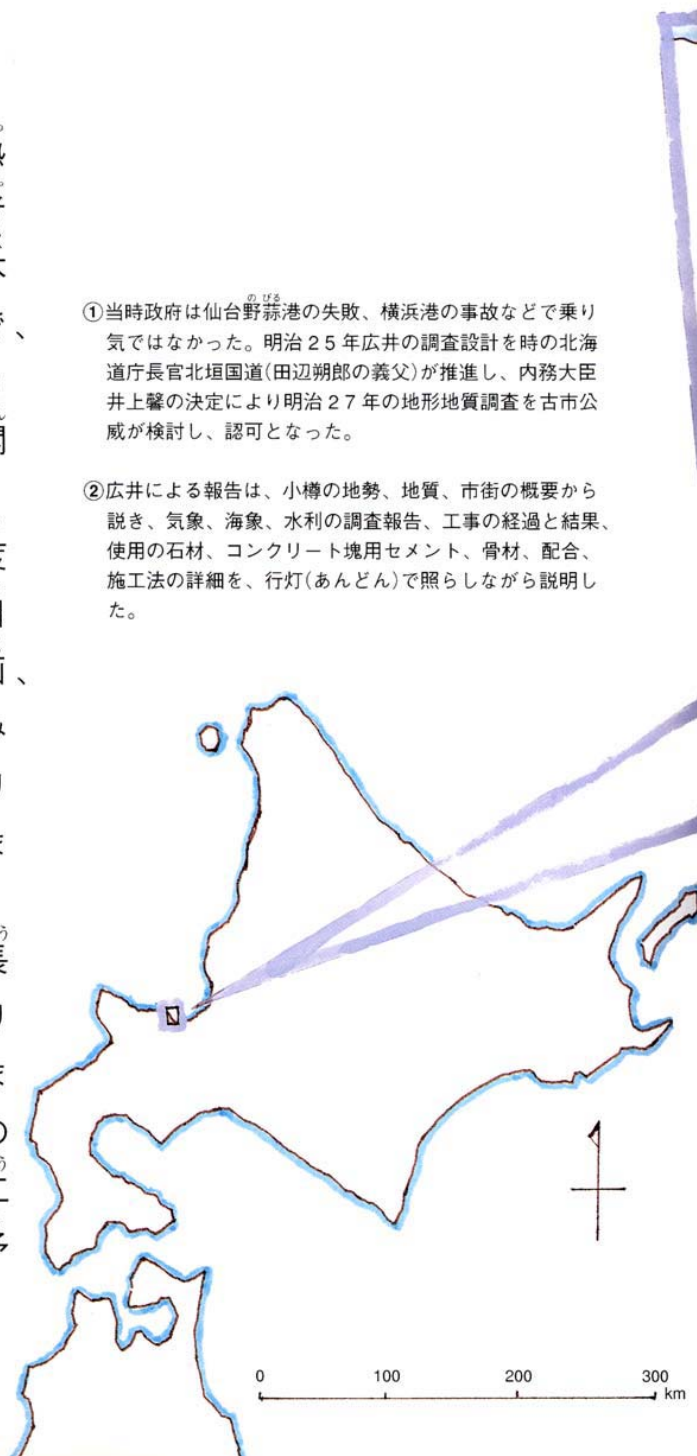 ①当時政府は仙台野蒜港の失敗、横浜港の事故などで乗り
気ではなかった。明治25年広井の調査設計を時の北海
道庁長官北垣国道(田辺朔郎の義父)が推進し、内務大臣
井上馨の決定により明治27年の地形地質調査を古市公
威が検討し、認可となった。
②広井による報告は、小樽の地勢、地質、市街の概要から
説き、気象、海象、水利の調査報告、工事の経過と結果、
使用の石材、コンクリート塊用セメント、骨材、配合、
施工法の詳細を、行灯(あんどん)で照らしながら説明し
た。
0 100 200 300
km